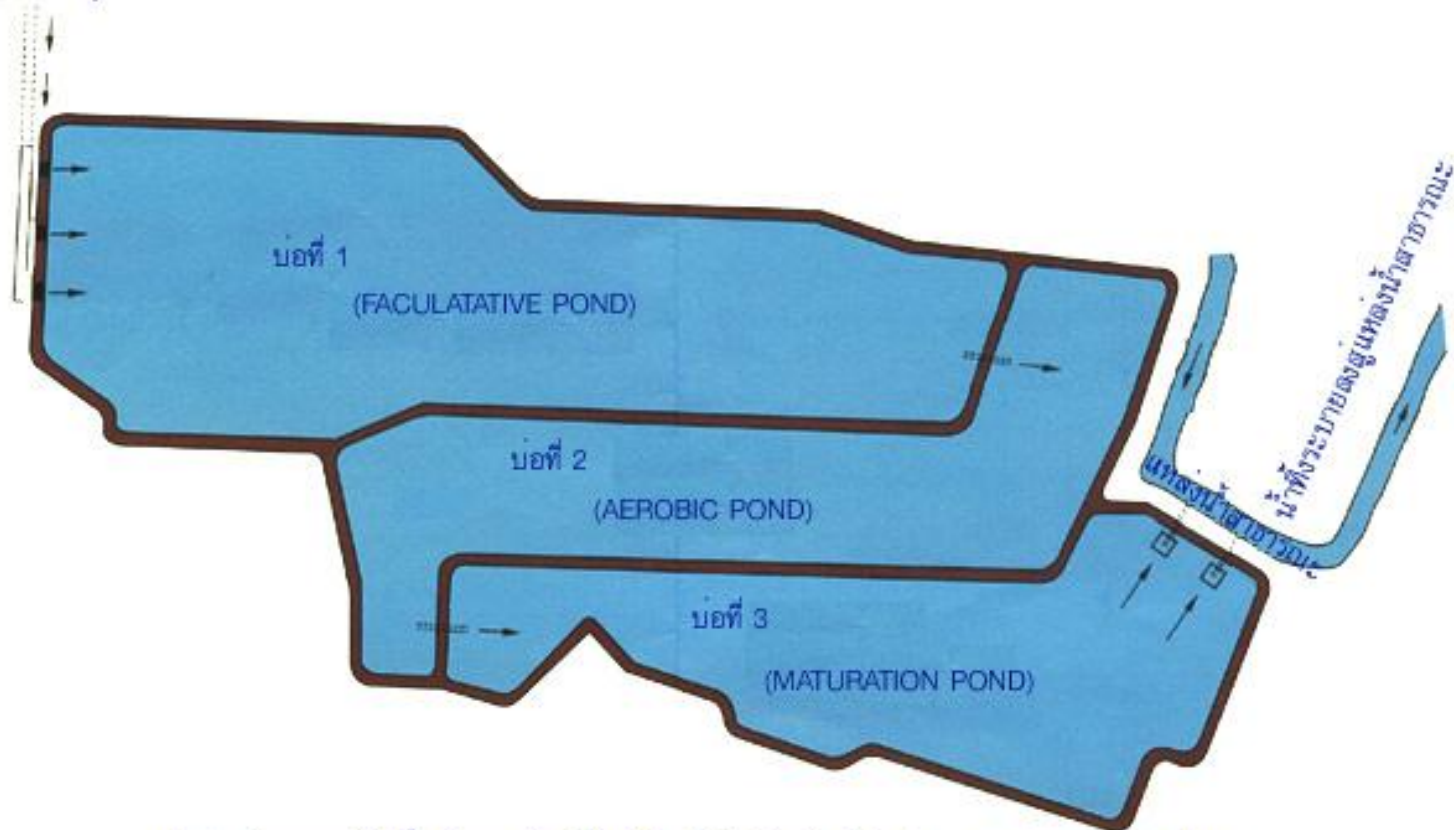 บ่อที่ 1
(FACULATATIVE POND)
บ่อที่ 2
(AEROBIC POND)
บ่อที่ 3
(MATURATION POND)
แหล่งน้ำสาธารณะ
น้ำทิ้งระบายลงสู่แหล่งน้ำสาธารณะ